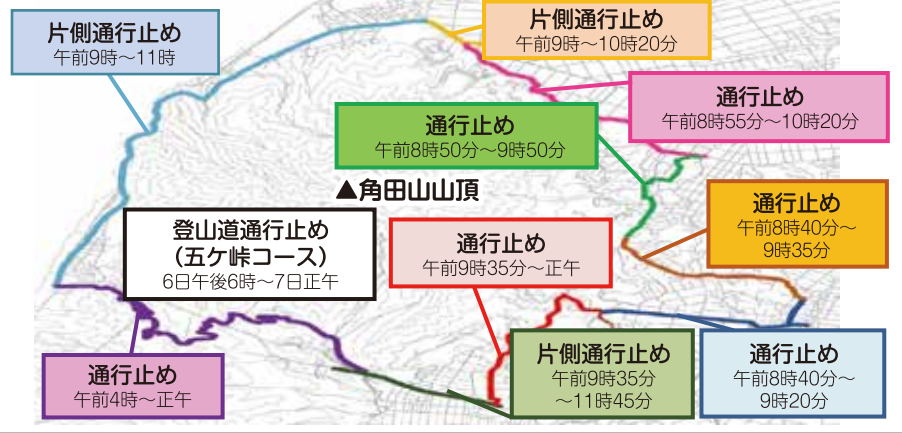 片側通行止め
午前9時～11時
片側通行止め
午前9時～10時20分
通行止め
午前8時55分～10時20分
通行止め
午前8時50分～9時50分
▲角田山山頂
通行止め
午前8時40分～
9時35分
登山道通行止め
（五ケ峠コース）
6日午後6時～7日正午
通行止め
午前9時35分～正午
通行止め
午前4時～正午
片側通行止め
午前9時35分
～11時45分
通行止め
午前8時40分～
9時20分